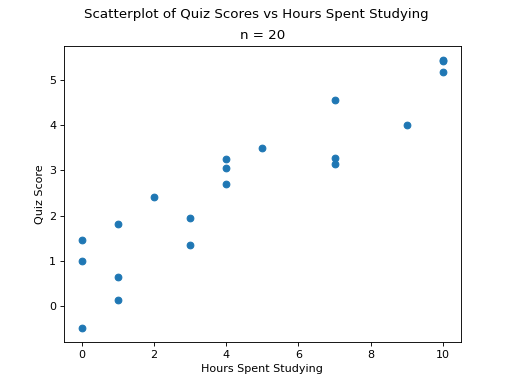 Scatterplot of Quiz Scores vs Hours Spent Studying
n = 20
5
4
3
2
1
0
Quiz Score
0 2 4 6 8 10
Hours Spent Studying